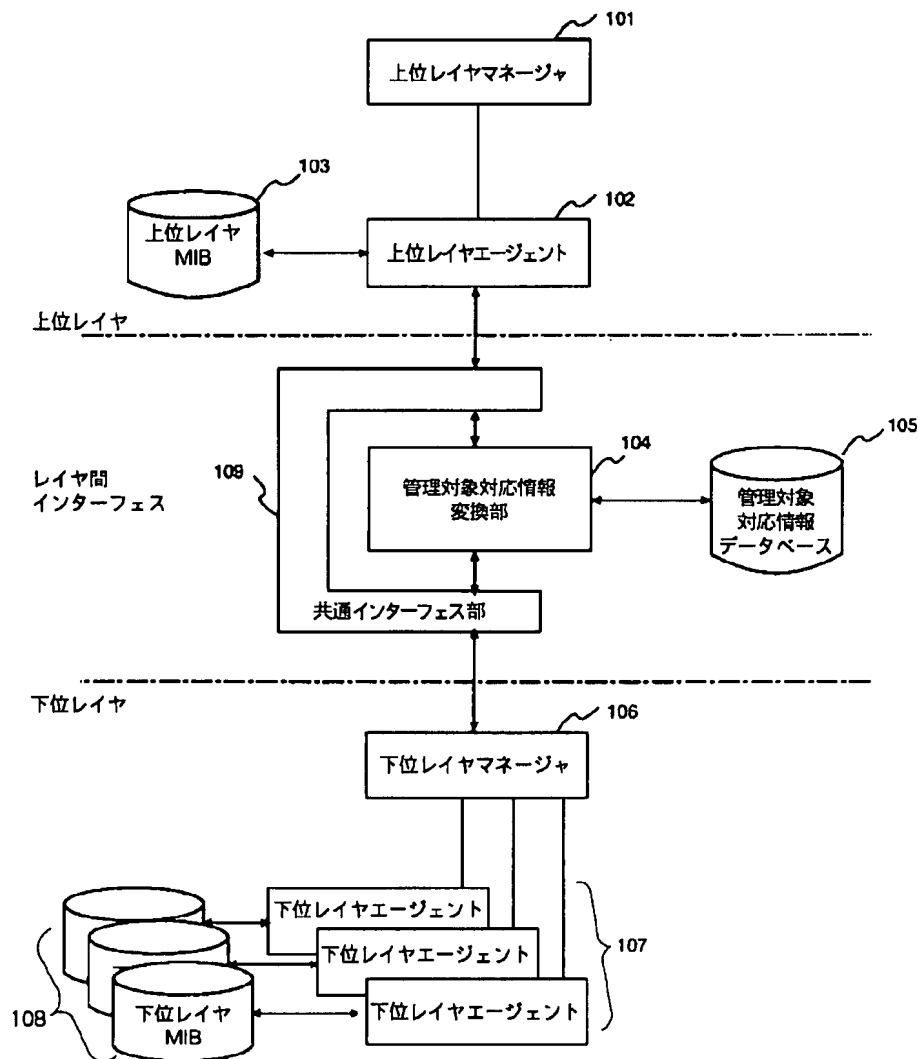 101
上位レイヤマネージャ
103
102
上位レイヤ
MIB
上位レイヤエージェント
上位レイヤ
109
104
105
レイヤ間
インターフェス
管理対象対応情報
変換部
管理対象
対応情報
データベース
共通インターフェス部
下位レイヤ
106
下位レイヤマネージャ
下位レイヤエージェント
下位レイヤエージェント
107
下位レイヤエージェント
108
下位レイヤ
MIB